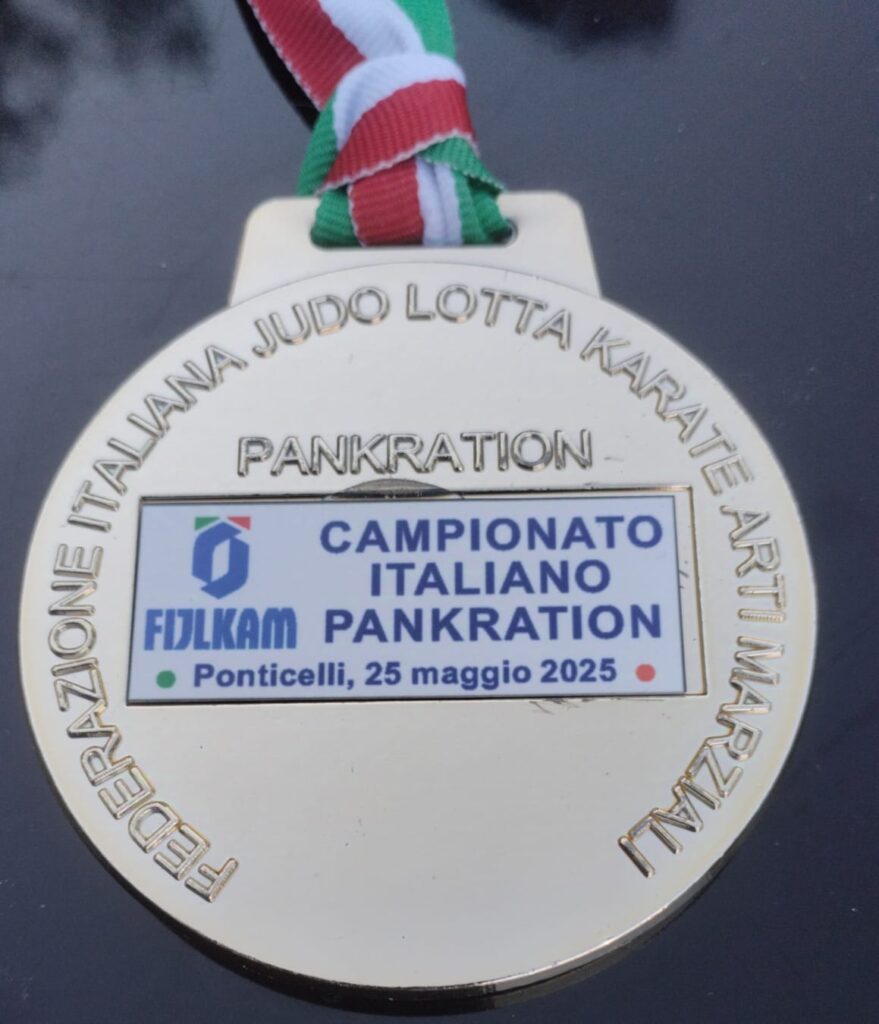 FEDERAZIONE ITALIANA JUDO LOTTA KARATE ARTI MARZIALI
PANKRATION
FIJLKAM
CAMPIONATO
ITALIANO
PANKRATION
Ponticelli, 25 maggio 2025